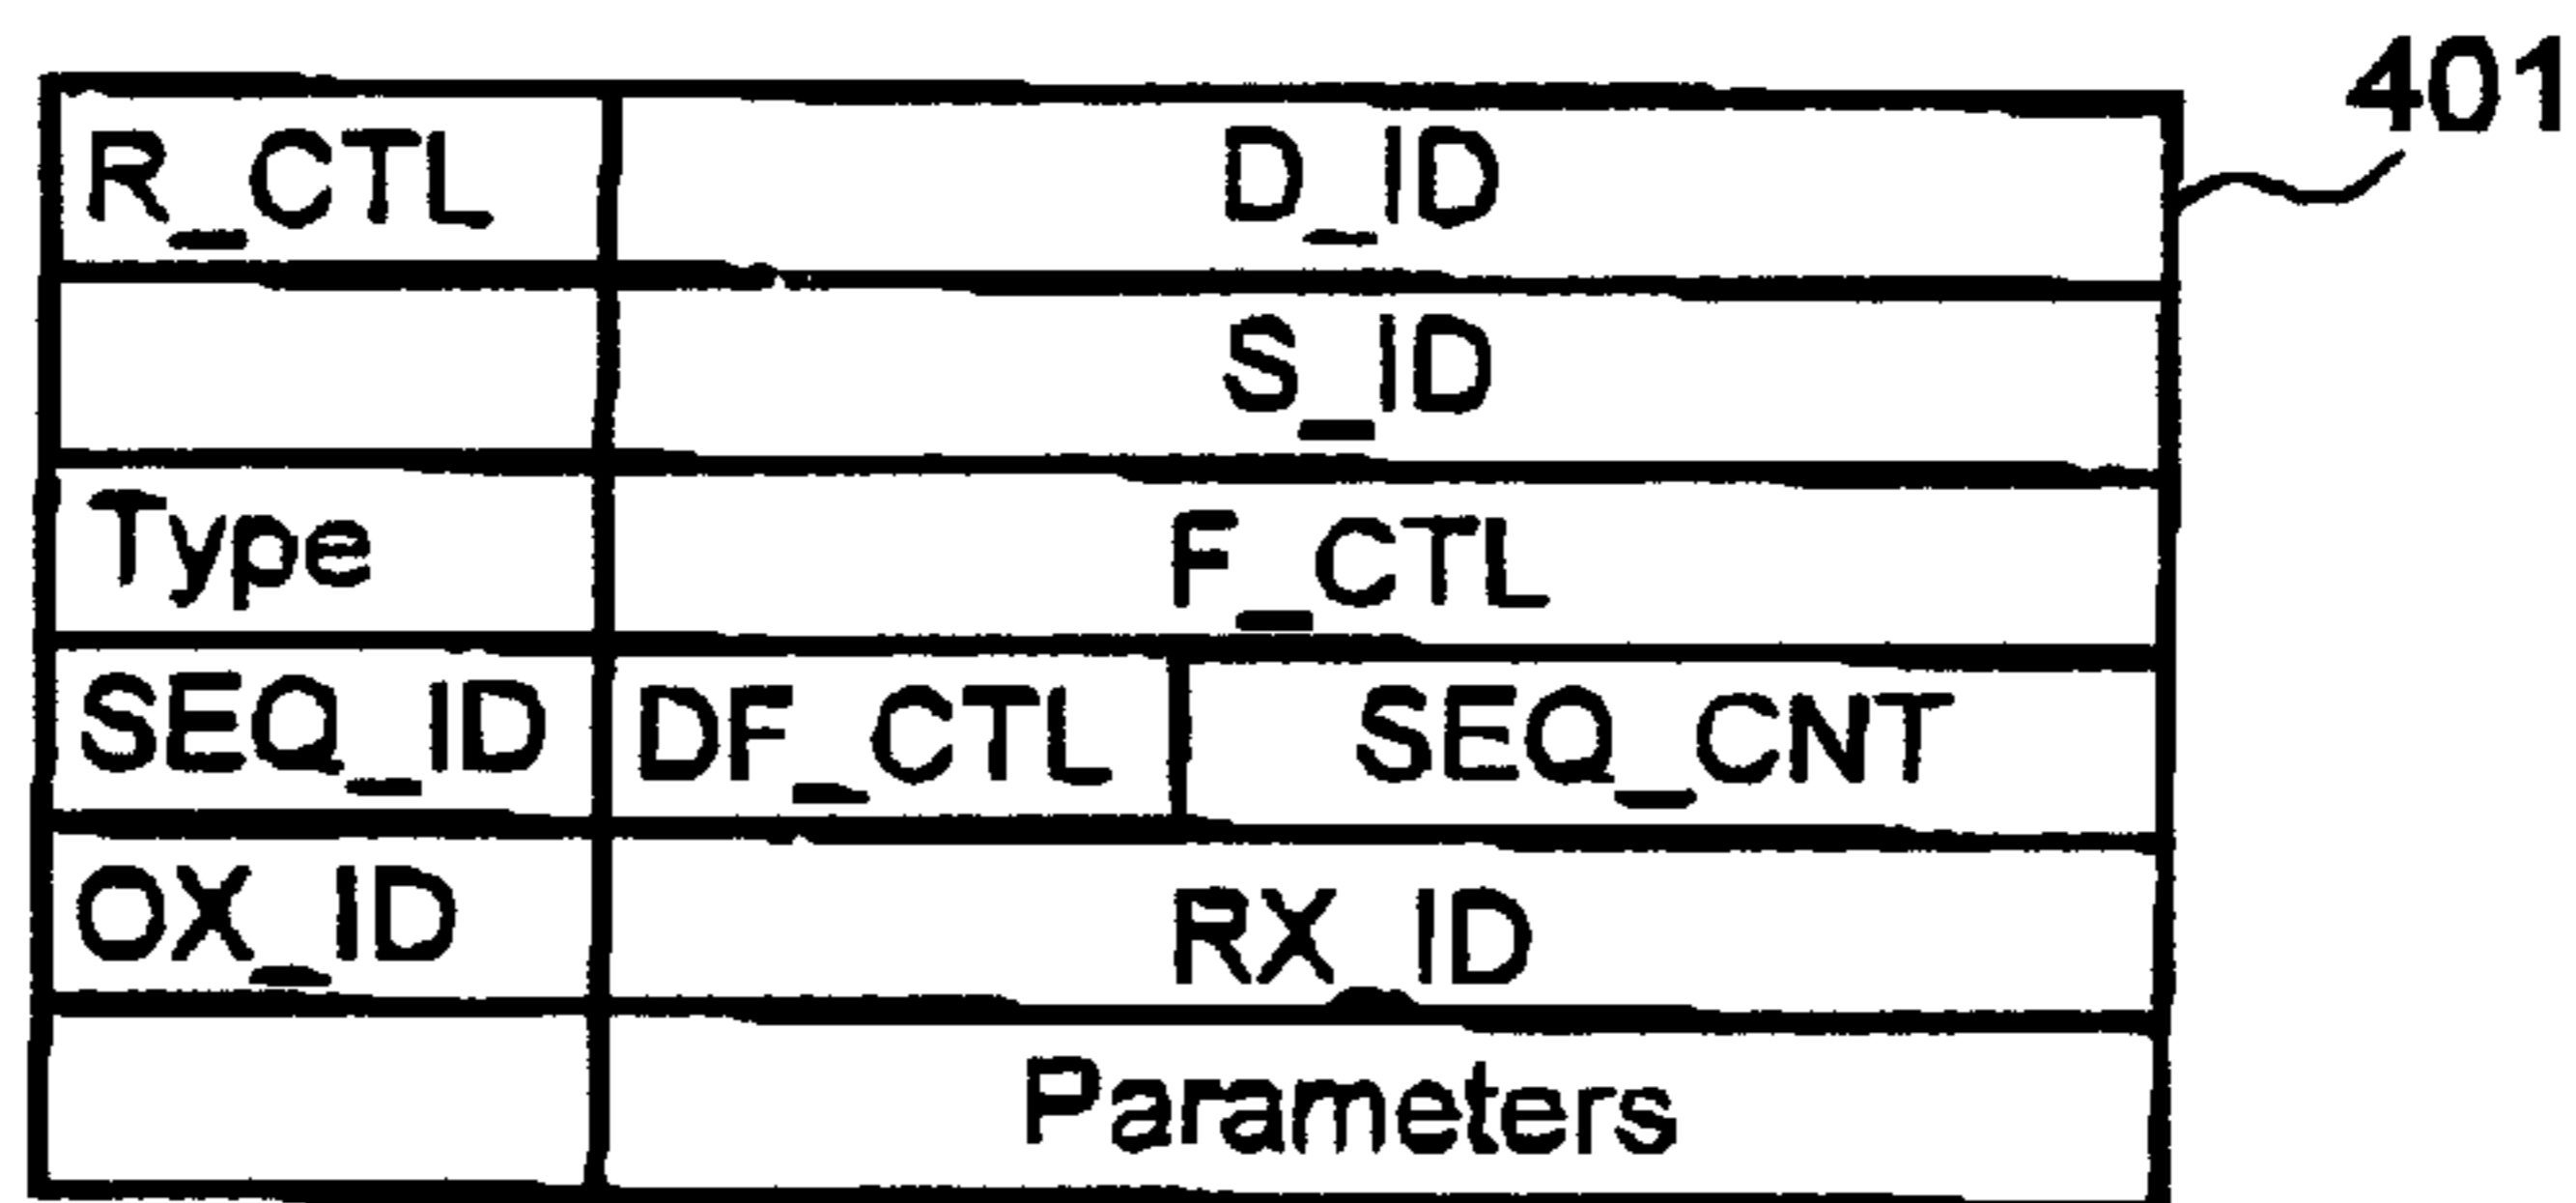 401
R_CTL D_ID
S_ID
Type F_CTL
SEQ_ID DF_CTL SEQ_CNT
OX_ID RX_ID
Parameters